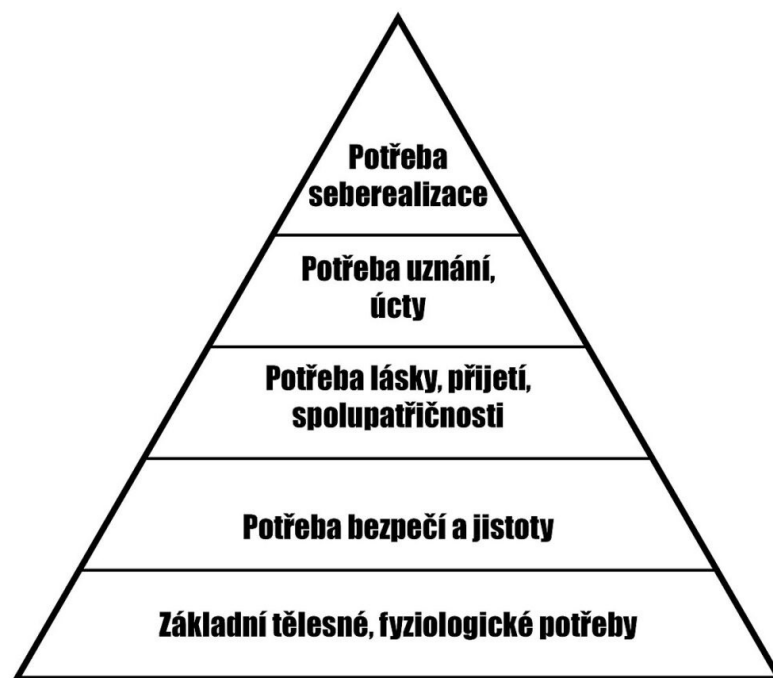 Potřeba
seberealizace
Potřeba uznání,
úcty
Potřeba lásky, přijetí,
spolupatřičnosti
Potřeba bezpečí a jistoty
Základní tělesné, fyziologické potřeby